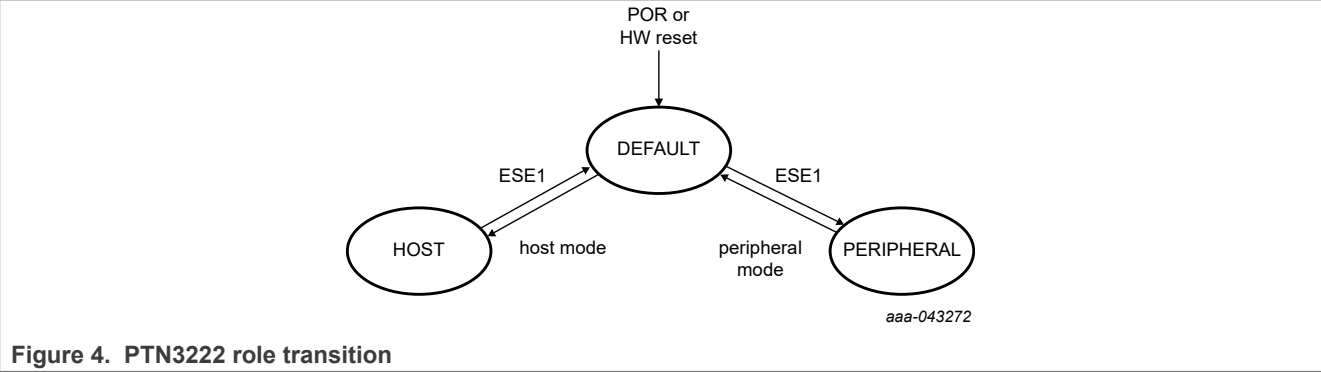 POR or
HW reset
DEFAULT
ESE1
ESE1
HOST
host mode
peripheral
mode
PERIPHERAL
aaa-043272
Figure 4. PTN3222 role transition